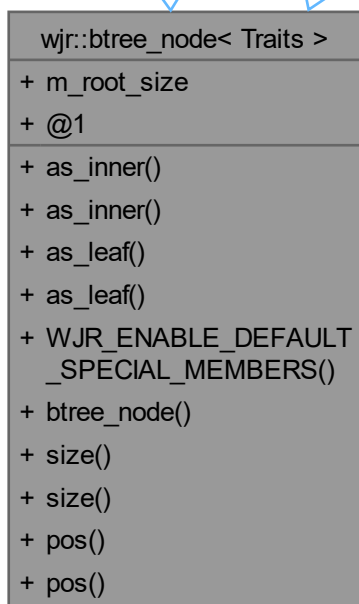 wjr::btree_node< Traits >
+ m_root_size
+ @1
+ as_inner()
+ as_inner()
+ as_leaf()
+ as_leaf()
+ WJR_ENABLE_DEFAULT
_SPECIAL_MEMBERS()
+ btree_node()
+ size()
+ size()
+ pos()
+ pos()